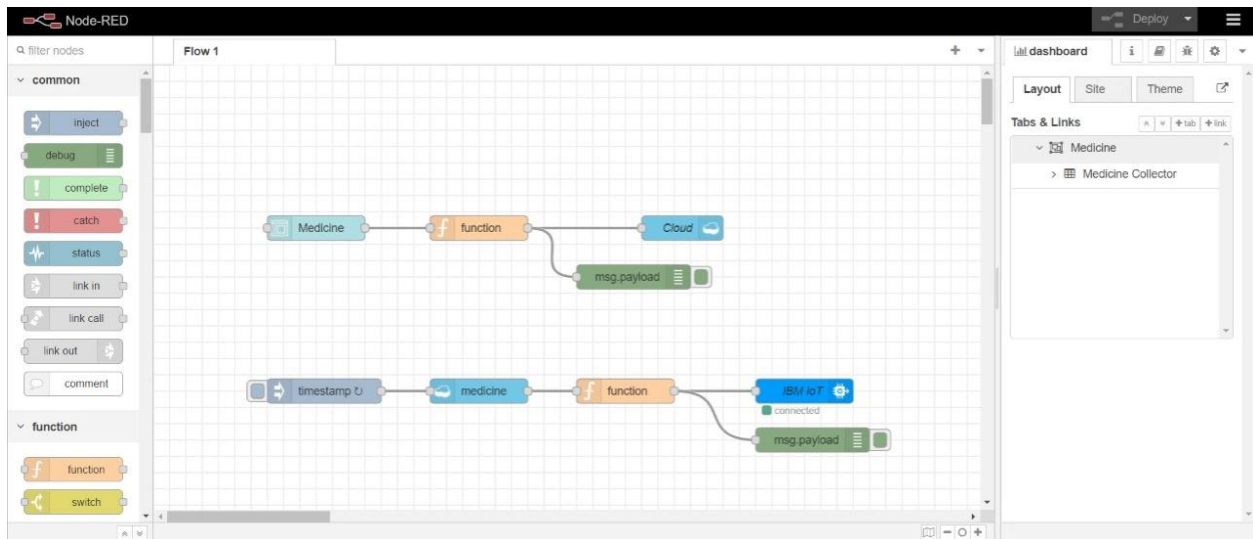 Node-RED
Deploy
filter nodes
common
inject
debug
complete
catch
status
link in
link call
link out
comment
function
function
switch
Flow 1
Medicine
function
Cloud
msg.payload
timestamp ↻
medicine
function
IBM IoT
connected
msg.payload
dashboard
i
Layout
Site
Theme
Tabs & Links
+ tab
+ link
Medicine
Medicine Collector